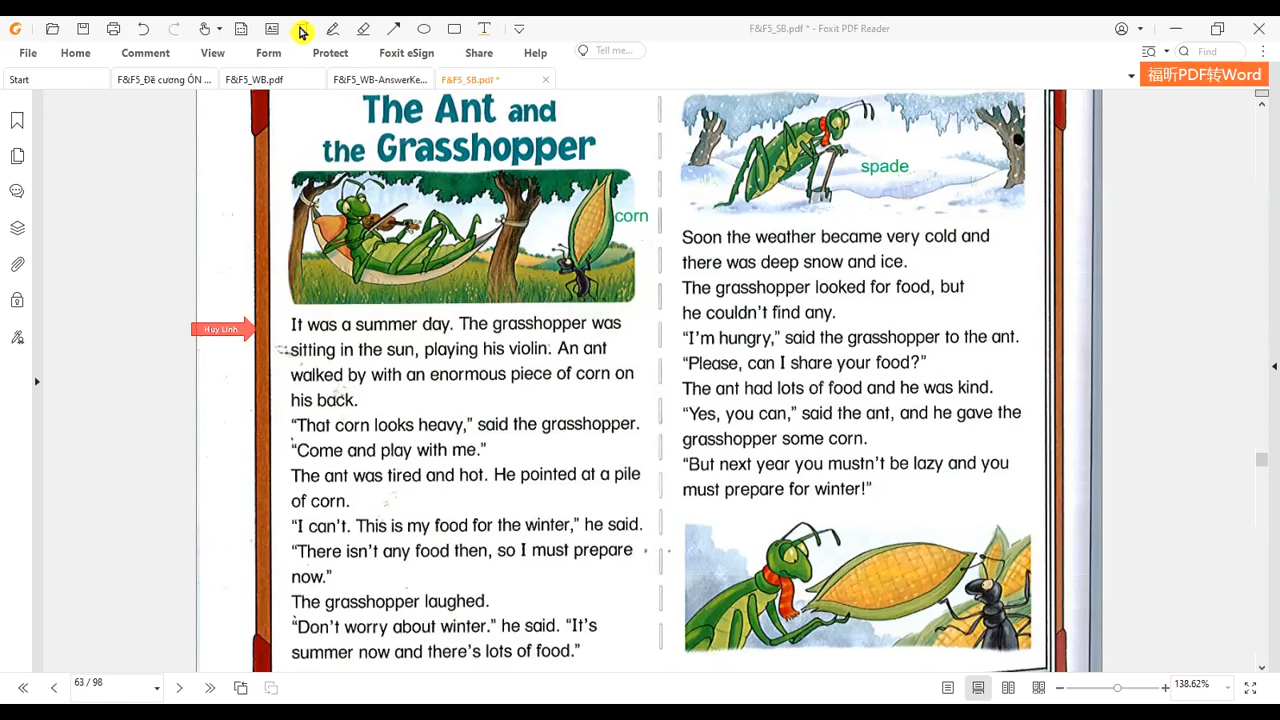 F&F5_SB.pdf * - Foxit PDF Reader
File Home Comment View Form Protect Foxit eSign Share Help Tell me... Find
Start F&F5_Đề cương ÔN ... F&F5_WB.pdf F&F5_WB-AnswerKe... F&F5_SB.pdf *
福昕PDF转Word
The Ant and
the Grasshopper
corn
Huy Linh
It was a summer day. The grasshopper was
sitting in the sun, playing his violin. An ant
walked by with an enormous piece of corn on
his back.
“That corn looks heavy,” said the grasshopper.
“Come and play with me.”
The ant was tired and hot. He pointed at a pile
of corn.
“I can’t. This is my food for the winter,” he said.
“There isn’t any food then, so I must prepare
now.”
The grasshopper laughed.
“Don’t worry about winter.” he said. “It’s
summer now and there’s lots of food.”
spade
Soon the weather became very cold and
there was deep snow and ice.
The grasshopper looked for food, but
he couldn’t find any.
“I’m hungry,” said the grasshopper to the ant.
“Please, can I share your food?”
The ant had lots of food and he was kind.
“Yes, you can,” said the ant, and he gave the
grasshopper some corn.
“But next year you mustn’t be lazy and you
must prepare for winter!”
63 / 98
138.62%